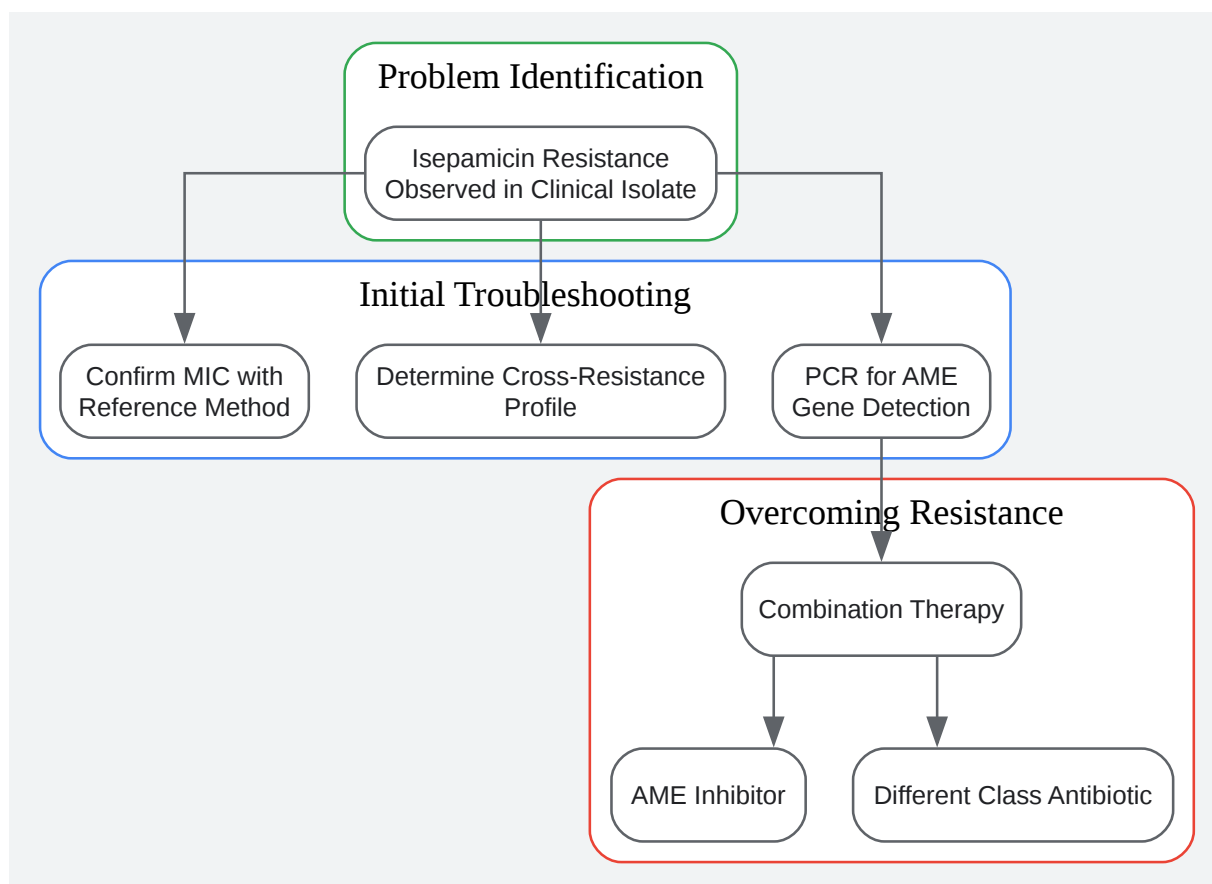 Problem Identification
Isepamicin Resistance
Observed in Clinical Isolate
Initial Troubleshooting
Confirm MIC with
Reference Method
Determine Cross-Resistance
Profile
PCR for AME
Gene Detection
Overcoming Resistance
Combination Therapy
AME Inhibitor
Different Class Antibiotic